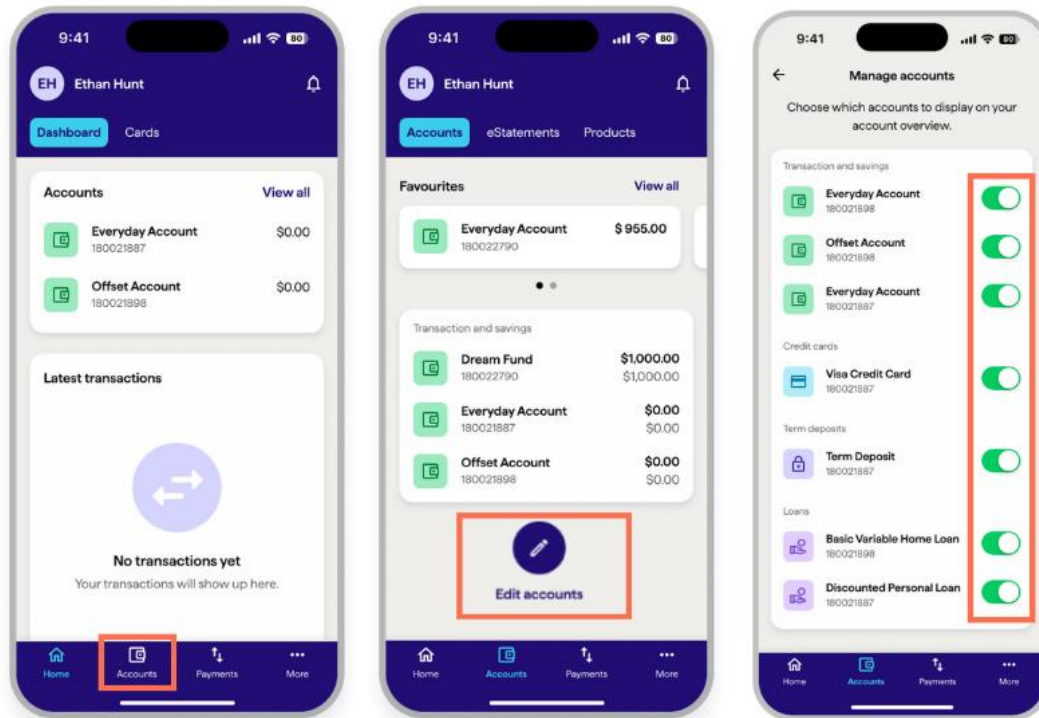 9:41
80
EH
Ethan Hunt
Dashboard
Cards
Accounts
View all
Everyday Account
$0.00
180021887
Offset Account
$0.00
180021898
Latest transactions
No transactions yet
Your transactions will show up here.
Home
Accounts
Payments
More
9:41
80
EH
Ethan Hunt
Accounts
eStatements
Products
Favourites
View all
Everyday Account
$955.00
180022790
Transaction and savings
Dream Fund
$1,000.00
180022790
$1,000.00
Everyday Account
$0.00
180021887
$0.00
Offset Account
$0.00
180021898
$0.00
Edit accounts
Home
Accounts
Payments
More
9:41
80
Manage accounts
Choose which accounts to display on your
account overview.
Transaction and savings
Everyday Account
180021898
Offset Account
180021898
Everyday Account
180021887
Credit cards
Visa Credit Card
180021887
Term deposits
Term Deposit
180021887
Loans
Basic Variable Home Loan
180021898
Discounted Personal Loan
180021887
Home
Accounts
Payments
More